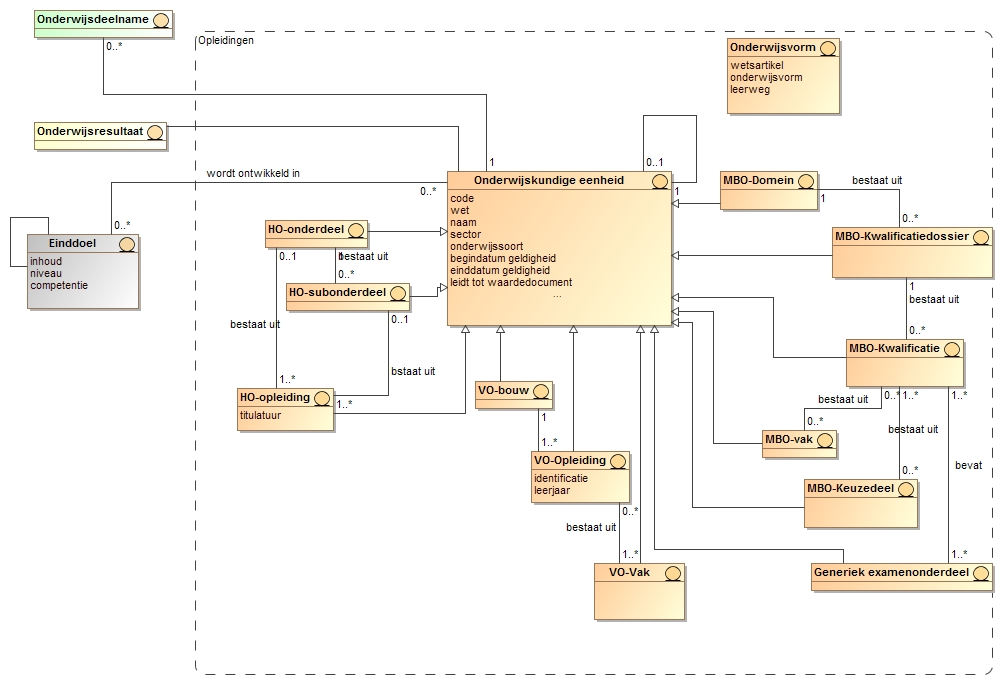 Onderwijsdeelname
0..*
Opleidingen
Onderwijsvorm
wetsartikel
onderwijsvorm
leerweg
Onderwijsresultaat
1
0..1
1
wordt ontwikkeld in
0..*
Onderwijskundige eenheid
code
wet
naam
sector
onderwijssoort
begindatum geldigheid
einddatum geldigheid
leidt tot waardedocument
...
MBO-Domein
1
bestaat uit
0..*
0..*
Einddoel
inhoud
niveau
competentie
HO-onderdeel
0..1
1
bestaat uit
0..*
HO-subonderdeel
0..1
MBO-Kwalificatiedossier
1
bestaat uit
0..*
bestaat uit
bstaat uit
1..*
HO-opleiding
titulatuur
1..*
VO-bouw
1
1..*
MBO-Kwalificatie
0..*
1..*
1..*
bestaat uit
0..*
MBO-vak
bestaat uit
0..*
bevat
VO-Opleiding
identificatie
leerjaar
0..*
bestaat uit
1..*
MBO-Keuzedeel
1..*
VO-Vak
Generiek examenonderdeel